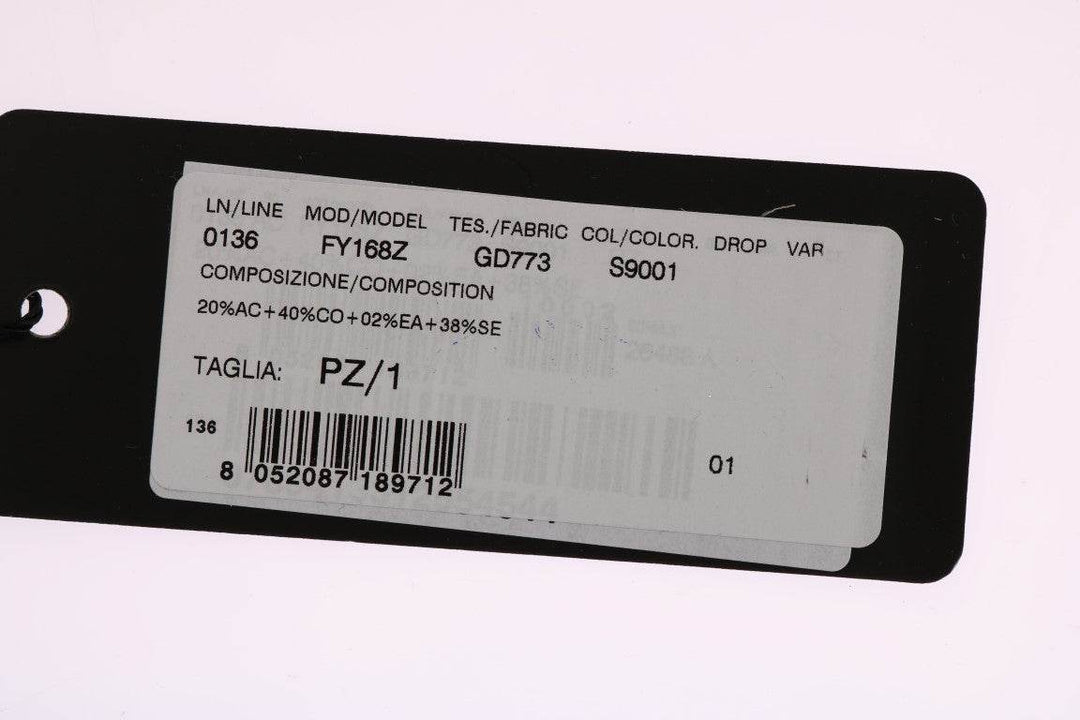 LN/LINE MOD/MODEL TES./FABRIC COL/COLOR. DROP VAR
0136 FY168Z GD773 S9001
COMPOSIZIONE/COMPOSITION
20%AC+40%CO+02%EA+38%SE
TAGLIA: PZ/1
136
8 052087 189712
01